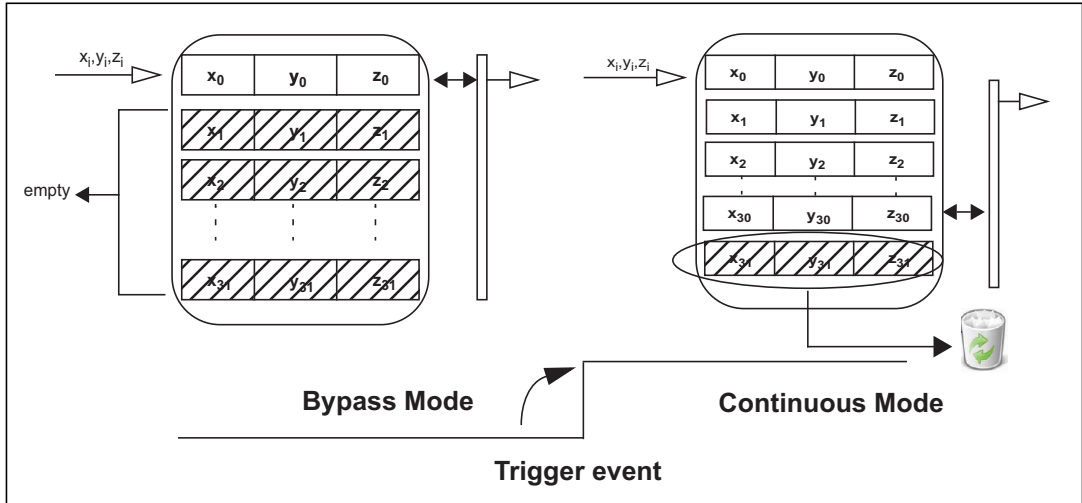 xᵢ,yᵢ,zᵢ
x₀ y₀ z₀
x₁ y₁ z₁
x₂ y₂ z₂
x₃₁ y₃₁ z₃₁
empty
xᵢ,yᵢ,zᵢ
x₀ y₀ z₀
x₁ y₁ z₁
x₂ y₂ z₂
x₃₀ y₃₀ z₃₀
x₃₁ y₃₁ z₃₁
Bypass Mode
Continuous Mode
Trigger event